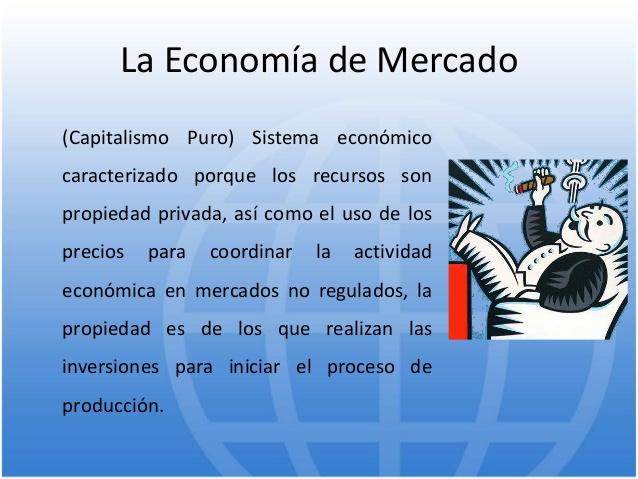 La Economía de Mercado
(Capitalismo Puro) Sistema económico
caracterizado porque los recursos son
propiedad privada, así como el uso de los
precios para coordinar la actividad
económica en mercados no regulados, la
propiedad es de los que realizan las
inversiones para iniciar el proceso de
producción.